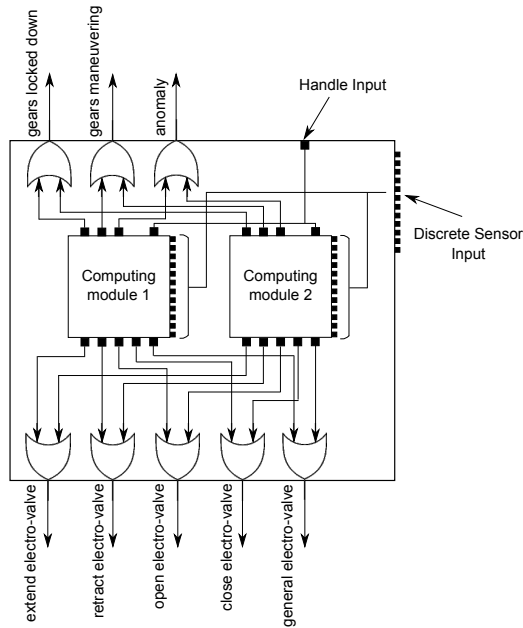 gears locked down
gears maneuvering
anomaly
Handle Input
Discrete Sensor
Input
Computing
module 1
Computing
module 2
extend electro-valve
retract electro-valve
open electro-valve
close electro-valve
general electro-valve